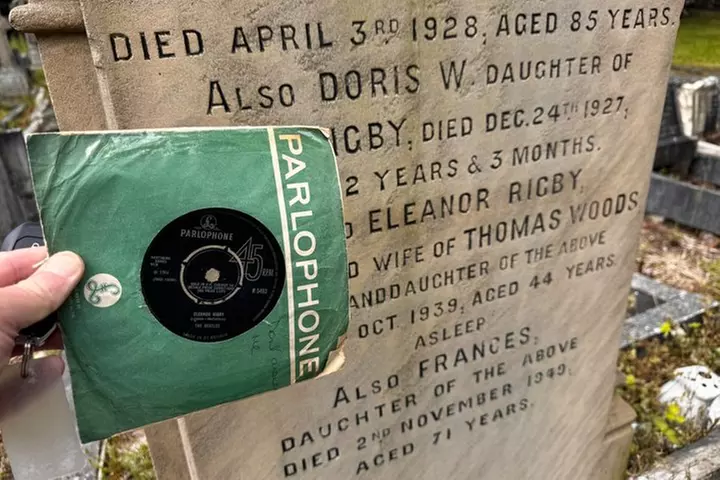 DIED APRIL 3RD 1928, AGED 85 YEARS.
ALSO DORIS W. DAUGHTER OF
IGBY, DIED DEC. 24TH 1927,
2 YEARS & 3 MONTHS.
ELEANOR RIGBY,
WIFE OF THOMAS WOODS
ANDDAUGHTER OF THE ABOVE
OCT. 1939, AGED 44 YEARS.
ASLEEP
ALSO FRANCES,
DAUGHTER OF THE ABOVE
DIED 2ND NOVEMBER 1949,
AGED 71 YEARS.
PARLOPHONE
PARLOPHONE
45 RPM
ELEANOR RIGBY
THE BEATLES